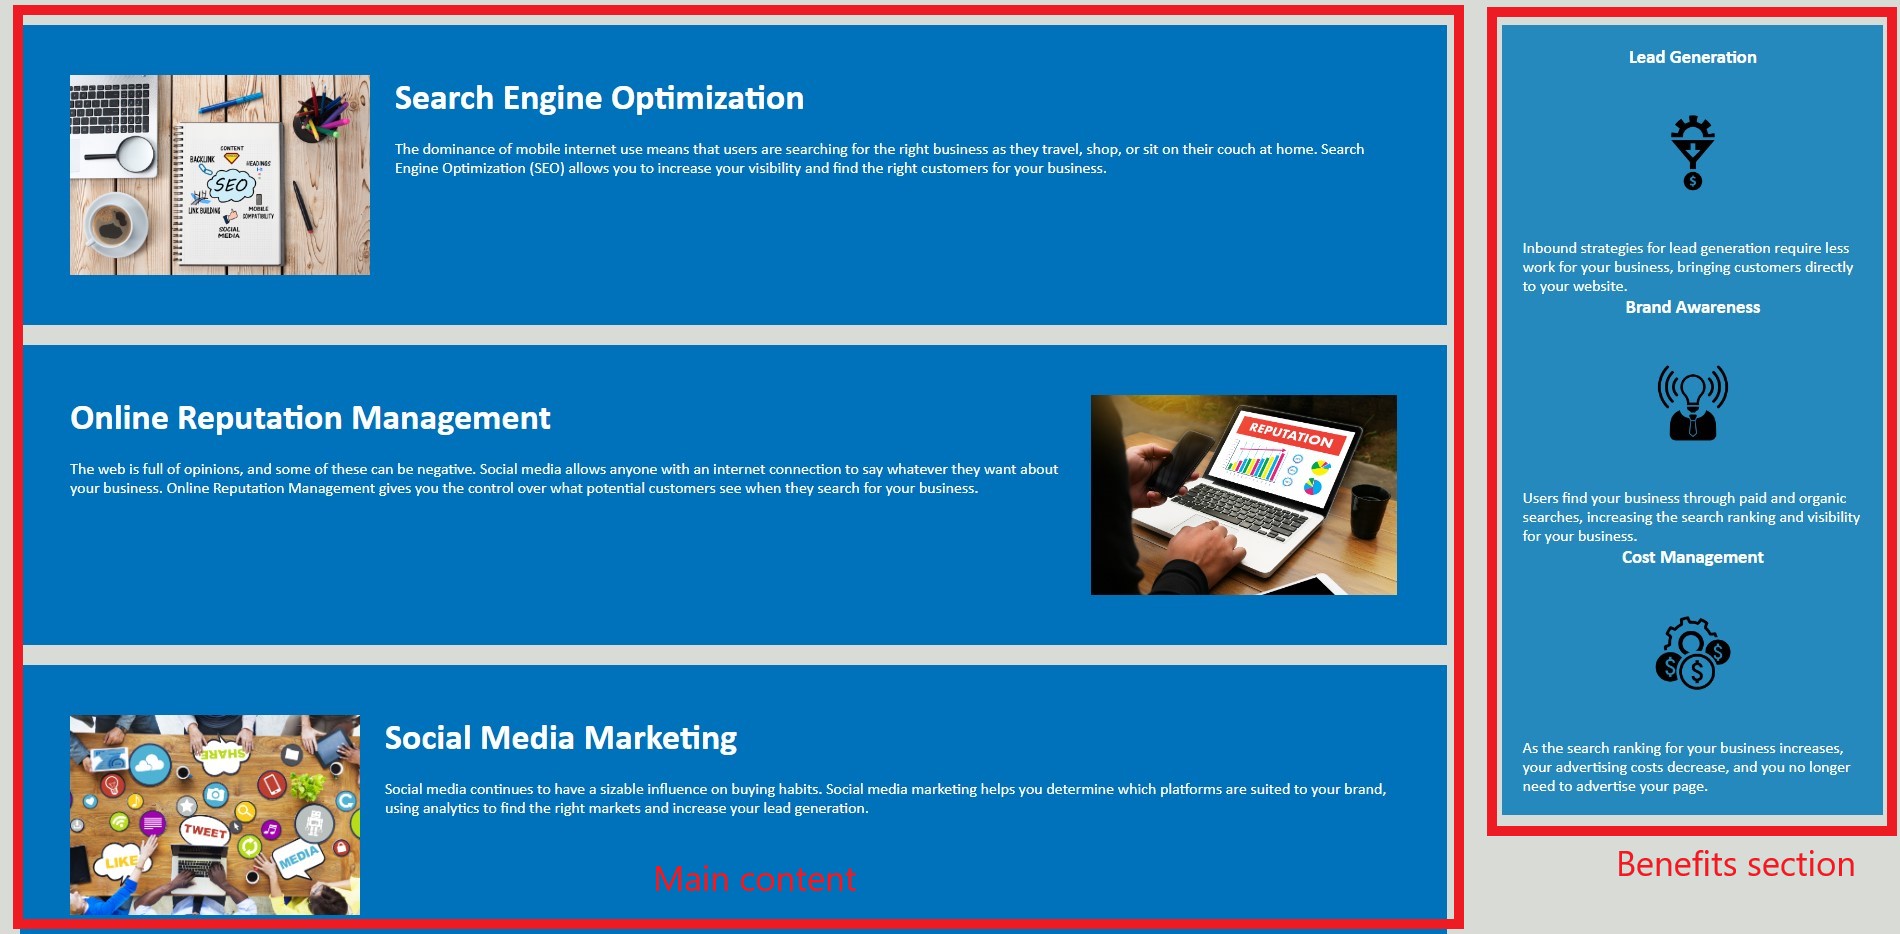 Search Engine Optimization
The dominance of mobile internet use means that users are searching for the right business as they travel, shop, or sit on their couch at home. Search
Engine Optimization (SEO) allows you to increase your visibility and find the right customers for your business.
CONTENT
BACKLINK
HEADINGS
SEO
LINK BUILDING
MOBILE
COMPATIBILITY
SOCIAL
MEDIA
Online Reputation Management
The web is full of opinions, and some of these can be negative. Social media allows anyone with an internet connection to say whatever they want about
your business. Online Reputation Management gives you the control over what potential customers see when they search for your business.
REPUTATION
Social Media Marketing
Social media continues to have a sizable influence on buying habits. Social media marketing helps you determine which platforms are suited to your brand,
using analytics to find the right markets and increase your lead generation.
SHARE
TWEET
LIKE
MEDIA
Main content
Lead Generation
$
Inbound strategies for lead generation require less
work for your business, bringing customers directly
to your website.
Brand Awareness
Users find your business through paid and organic
searches, increasing the search ranking and visibility
for your business.
Cost Management
$ $ $
As the search ranking for your business increases,
your advertising costs decrease, and you no longer
need to advertise your page.
Benefits section